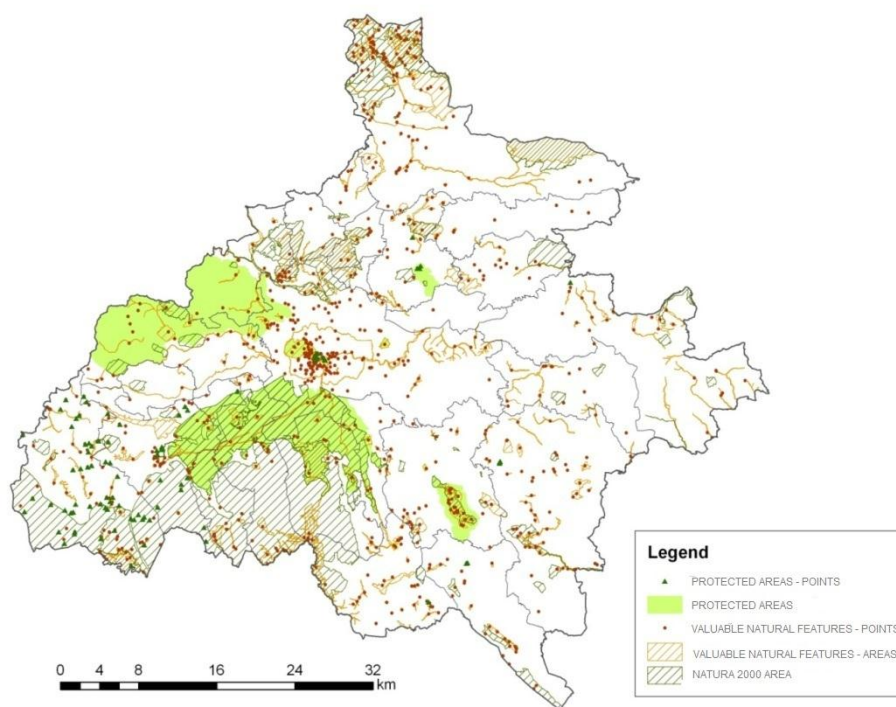 Legend
PROTECTED AREAS - POINTS
PROTECTED AREAS
VALUABLE NATURAL FEATURES - POINTS
VALUABLE NATURAL FEATURES - AREAS
NATURA 2000 AREA
0 4 8 16 24 32
km